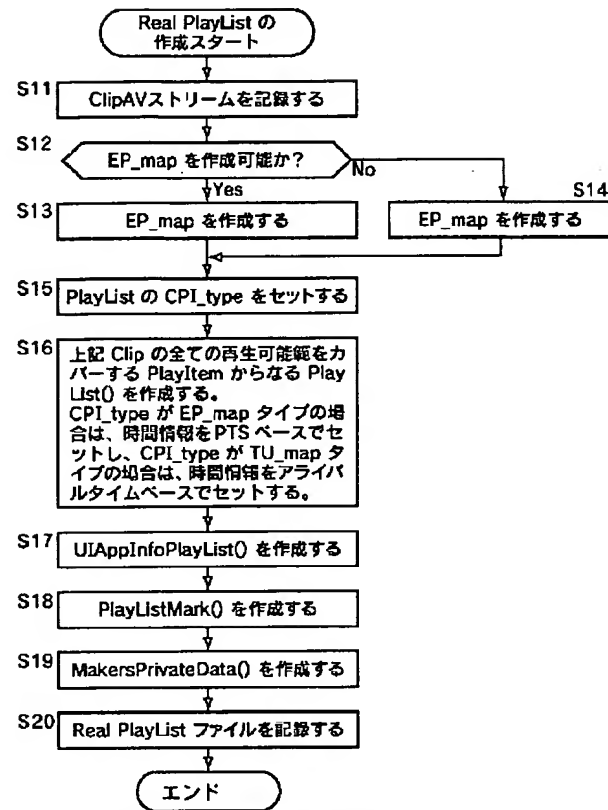 Real PlayList の
作成スタート
S11
ClipAVストリームを記録する
S12
EP_map を作成可能か？
No
Yes
S13
EP_map を作成する
S14
EP_map を作成する
S15
PlayList の CPI_type をセットする
S16
上記 Clip の全ての再生可能範をカ
バーする PlayItem からなる Play
List() を作成する。
CPI_type が EP_map タイプの場
合は、時間情報をPTS ベースでセ
ットし、CPI_type が TU_map タ
イプの場合は、時間情報をアライバ
ルタイムベースでセットする。
S17
UIAppInfoPlayList() を作成する
S18
PlayListMark() を作成する
S19
MakersPrivateData() を作成する
S20
Real PlayList ファイルを記録する
エンド